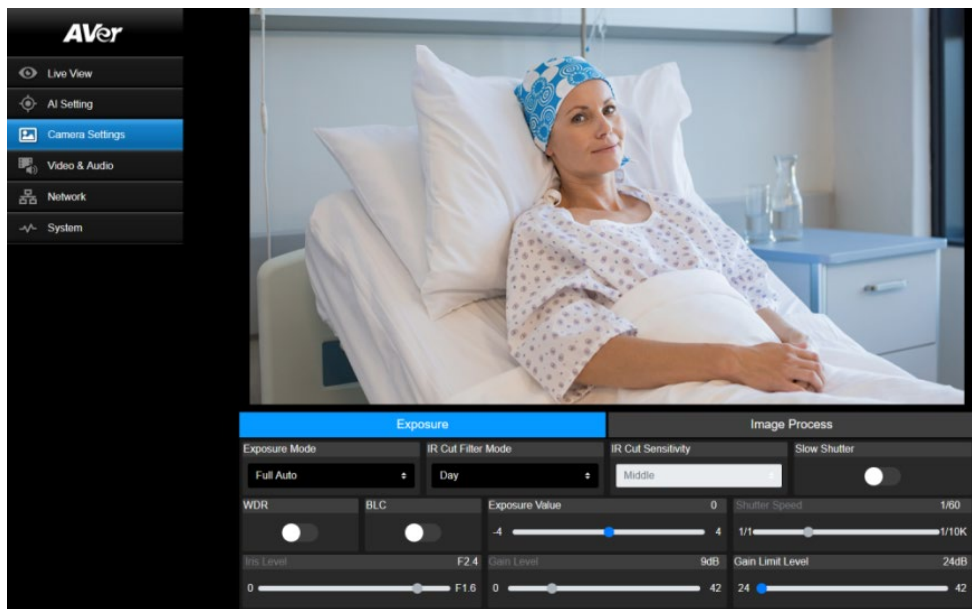 AVer
Live View
AI Setting
Camera Settings
Video & Audio
Network
System
Exposure
Image Process
Exposure Mode
IR Cut Filter Mode
IR Cut Sensitivity
Slow Shutter
Full Auto
Day
Middle
WDR
BLC
Exposure Value 0
Shutter Speed 1/60
-4 4
1/1 1/10K
Iris Level F2.4
Gain Level 9dB
Gain Limit Level 24dB
0 F1.6
0 42
24 42